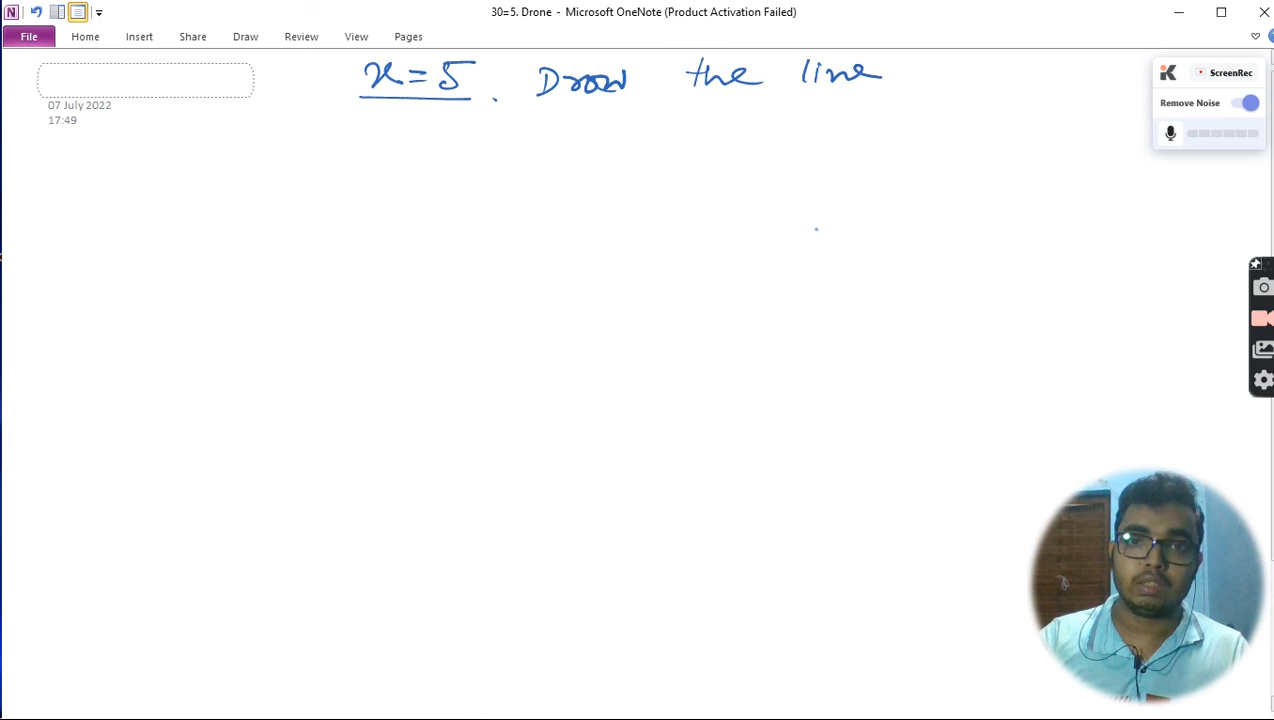 30=5. Drone - Microsoft OneNote (Product Activation Failed)
File Home Insert Share Draw Review View Pages
x = 5 . Draw the line
07 July 2022
17:49
ScreenRec
Remove Noise